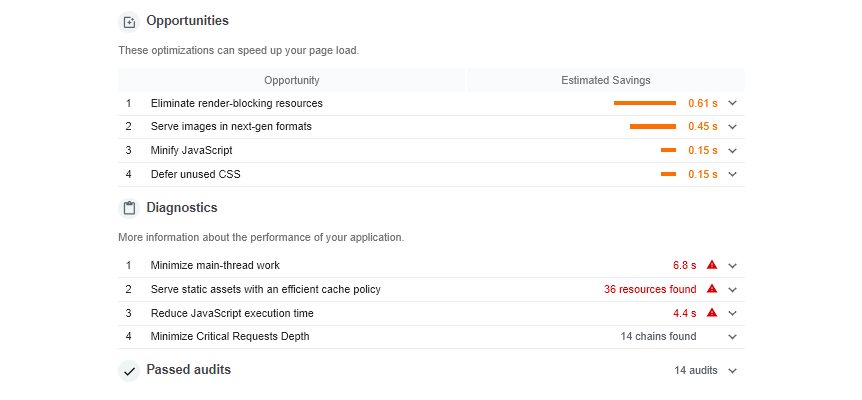 Opportunities
These optimizations can speed up your page load.
Opportunity Estimated Savings
1 Eliminate render-blocking resources 0.61 s
2 Serve images in next-gen formats 0.45 s
3 Minify JavaScript 0.15 s
4 Defer unused CSS 0.15 s
Diagnostics
More information about the performance of your application.
1 Minimize main-thread work 6.8 s
2 Serve static assets with an efficient cache policy 36 resources found
3 Reduce JavaScript execution time 4.4 s
4 Minimize Critical Requests Depth 14 chains found
Passed audits 14 audits